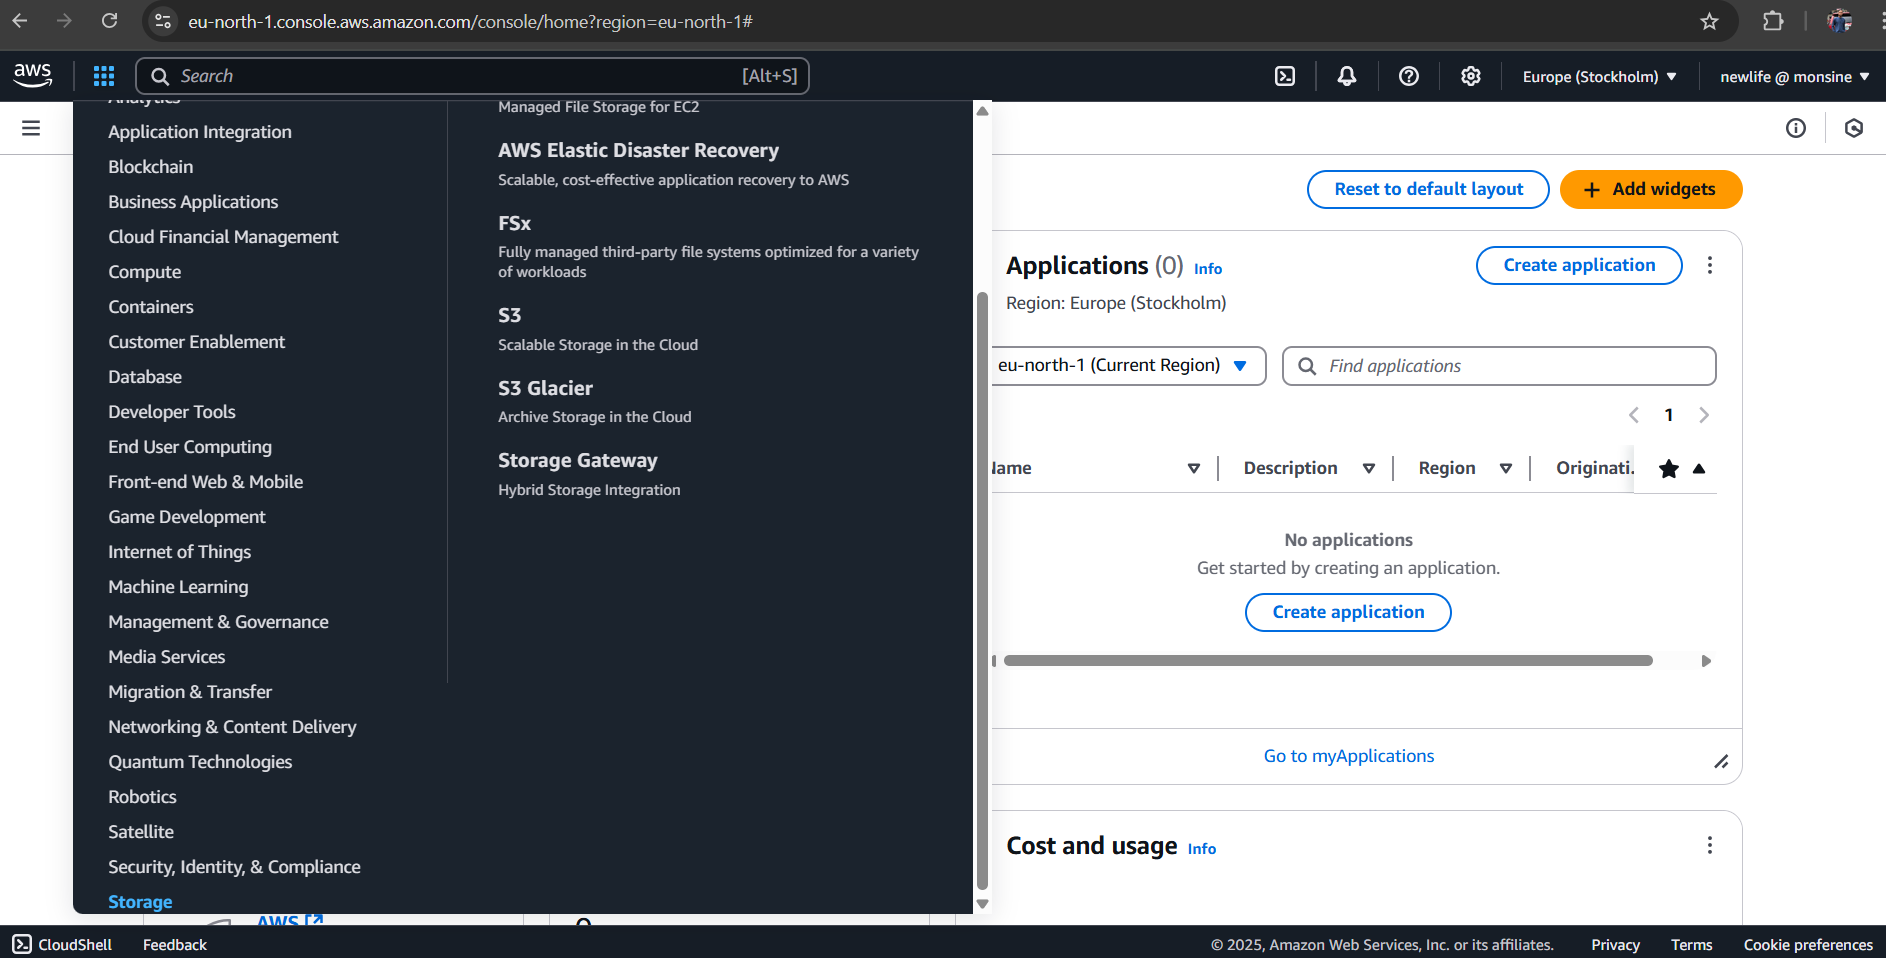 eu-north-1.console.aws.amazon.com/console/home?region=eu-north-1#
aws
Search
[Alt+S]
Europe (Stockholm)
newlife @ monsine
Analytics
Application Integration
Blockchain
Business Applications
Cloud Financial Management
Compute
Containers
Customer Enablement
Database
Developer Tools
End User Computing
Front-end Web & Mobile
Game Development
Internet of Things
Machine Learning
Management & Governance
Media Services
Migration & Transfer
Networking & Content Delivery
Quantum Technologies
Robotics
Satellite
Security, Identity, & Compliance
Storage
Managed File Storage for EC2
AWS Elastic Disaster Recovery
Scalable, cost-effective application recovery to AWS
FSx
Fully managed third-party file systems optimized for a variety
of workloads
S3
Scalable Storage in the Cloud
S3 Glacier
Archive Storage in the Cloud
Storage Gateway
Hybrid Storage Integration
Reset to default layout
+ Add widgets
Applications (0) Info
Create application
Region: Europe (Stockholm)
eu-north-1 (Current Region)
Find applications
1
Name
Description
Region
Originati...
No applications
Get started by creating an application.
Create application
Go to myApplications
Cost and usage Info
AWS
CloudShell
Feedback
© 2025, Amazon Web Services, Inc. or its affiliates.
Privacy
Terms
Cookie preferences